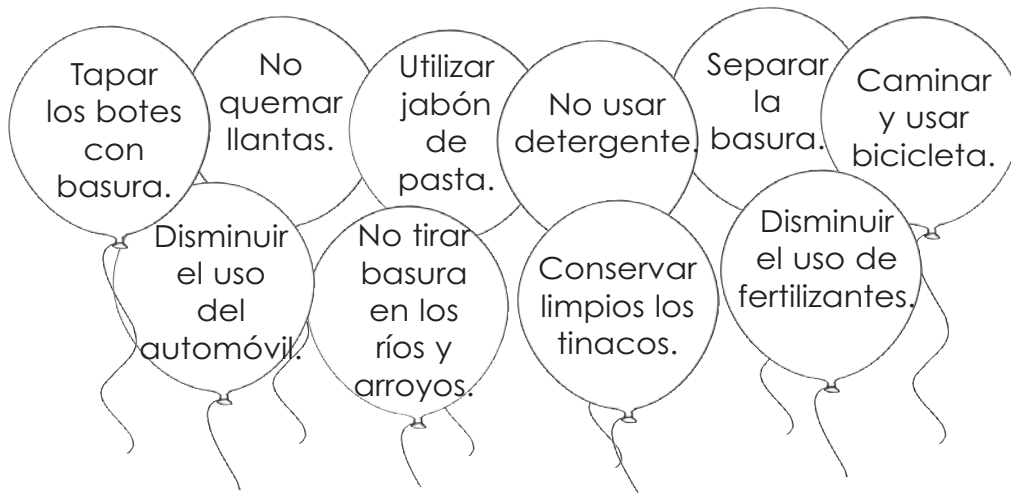 Tapar
los botes
con
basura.
No
quemar
llantas.
Utilizar
jabón
de
pasta.
No usar
detergente.
Separar
la
basura.
Caminar
y usar
bicicleta.
Disminuir
el uso
del
automóvil.
No tirar
basura
en los
ríos y
arroyos.
Conservar
limpios los
tinacos.
Disminuir
el uso de
fertilizantes.